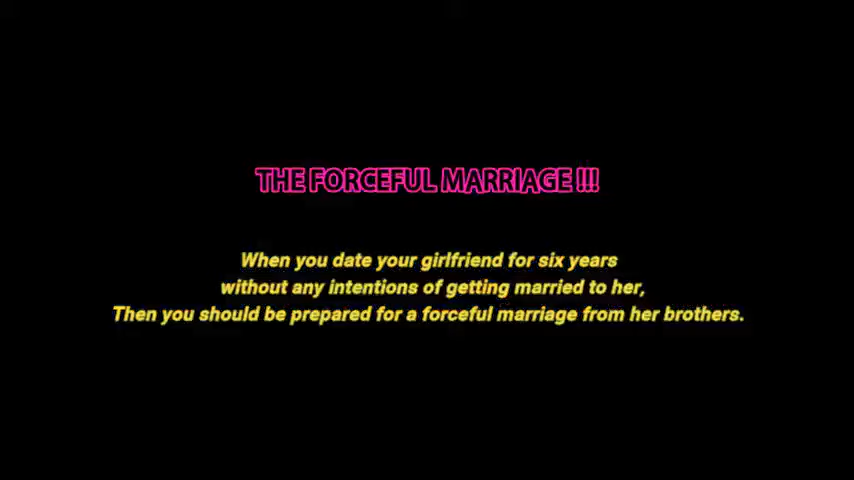 THE FORCEFUL MARRIAGE !!!
When you date your girlfriend for six years
without any intentions of getting married to her,
Then you should be prepared for a forceful marriage from her brothers.